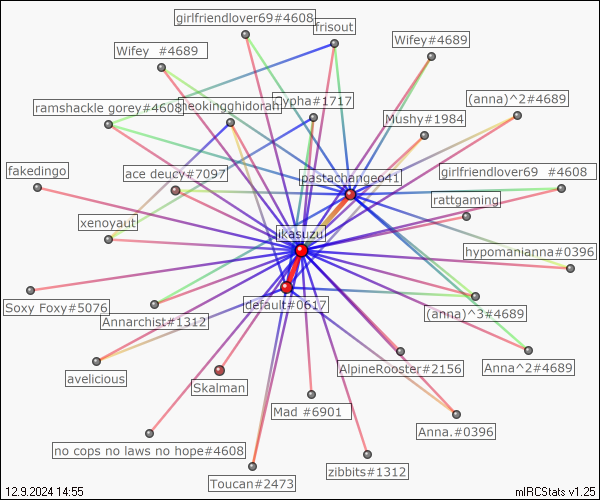 girlfriendlover69#4608
frisout
Wifey #4689
Wifey#4689
(anna)^2#4689
ramshackle gorey#4608
theokingghidorah
Cypha#1717
Mushy#1984
fakedingo
ace deucy#7097
pastachangeo41
girlfriendlover69 #4608
rattgaming
xenoyaut
ikasuzu
hypomanianna#0396
Soxy Foxy#5076
Annarchist#1312
default#0617
(anna)^3#4689
avelicious
Skalman
AlpineRooster#2156
Anna^2#4689
Mad #6901
Anna.#0396
no cops no laws no hope#4608
Toucan#2473
zibbits#1312
12.9.2024 14:55
mIRCStats v1.25